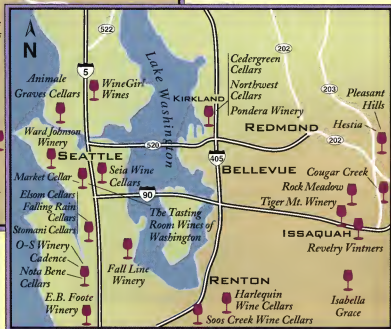 N
522
5
Lake Washington
202
203
Cedergreen
Cellars
Northwest
Cellars
Pondera Winery
Animale
Graves Cellars
WineGirl
Wines
KIRKLAND
Pleasant
Hill
Hestia
REDMOND
202
Ward Johnson
Winery
520
SEATTLE
Seia Wine
Cellars
405
BELLEVUE
Market Cellar
90
Cougar Creek
Rock Meadow
Tiger Mt. Winery
Elsom Cellars
Falling Rain
Cellars
Stomani Cellars
The Tasting
Room Wines of
Washington
ISSAQUAH
Revelry Vintners
O-S Winery
Cadence
Nota Bene
Cellars
Fall Line
Winery
RENTON
Isabella
Grace
E.B. Foote
Winery
Harlequin
Wine Cellars
Soos Creek Wine Cellars